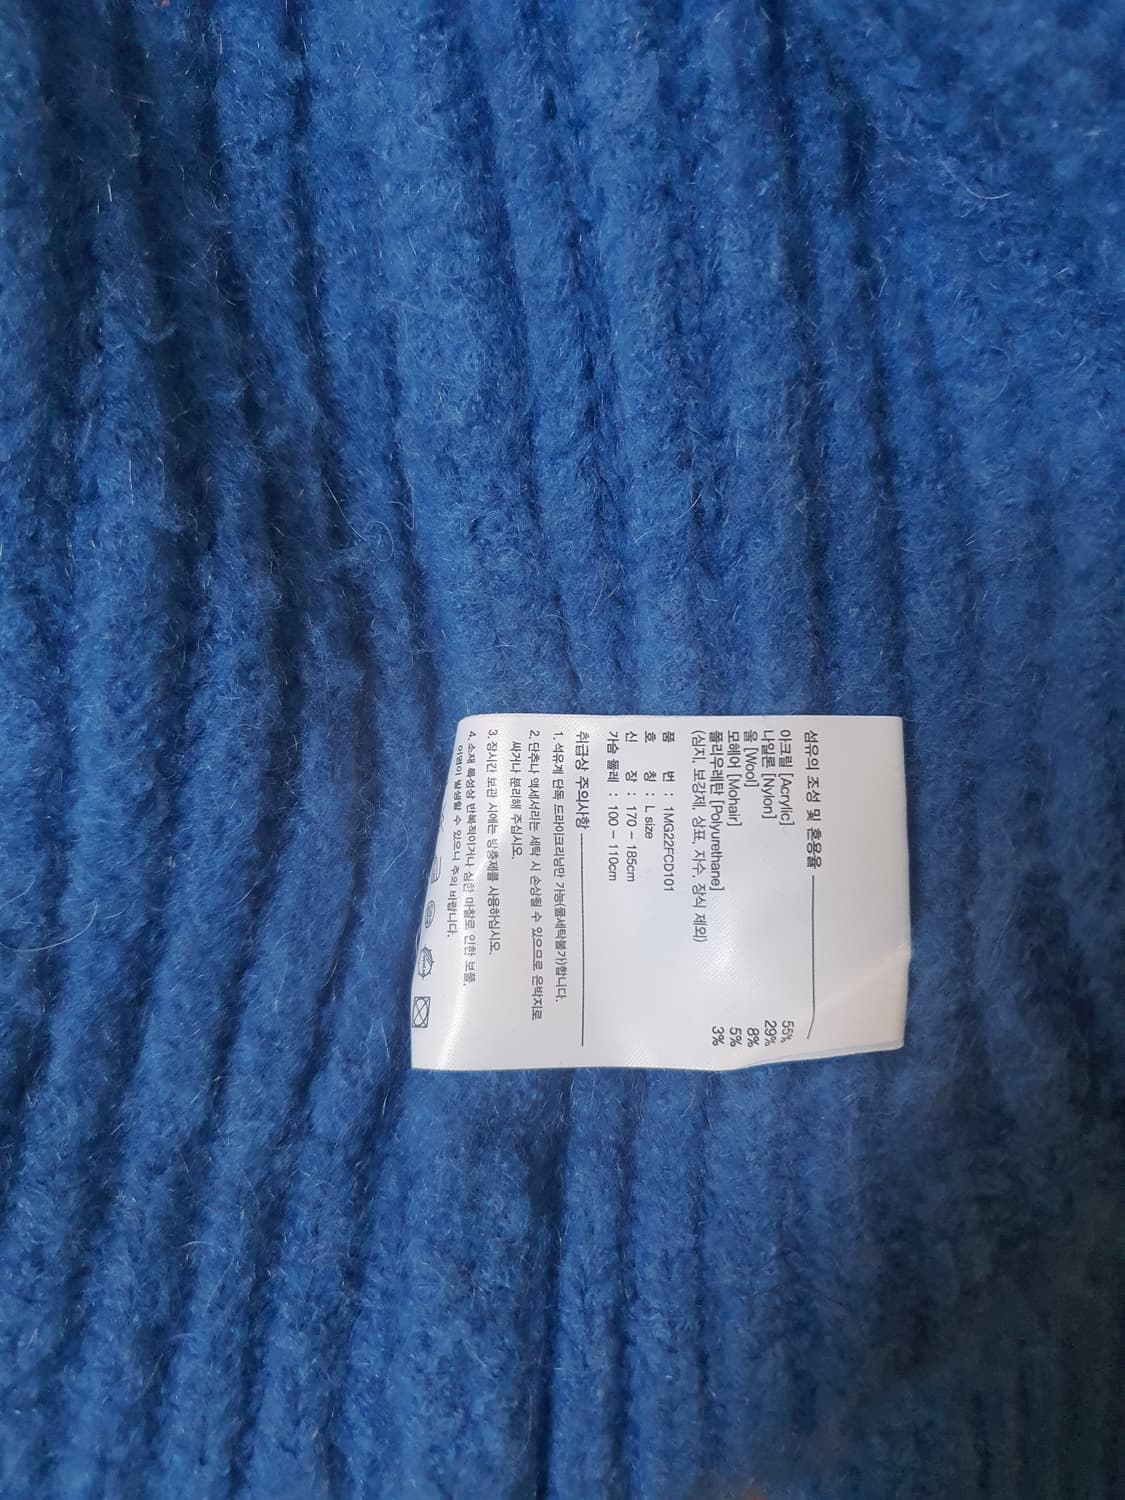 섬유의 조성 및 혼용율
아크릴 [Acrylic] 55%
나일론 [Nylon] 29%
울 [Wool] 8%
모헤어 [Mohair] 5%
폴리우레탄 [Polyurethane] 3%
(심지, 보강제, 상표, 자수, 장식 제외)
품 번 : 1MG22FCD101
호 칭 : L size
신 장 : 170 - 185cm
가슴 둘레 : 100 - 110cm
취급상 주의사항
1. 석유계 단독 드라이크리닝만 가능(물세탁불가)합니다.
2. 단추나 액세서리는 세탁 시 손상될 수 있으므로 은박지로
싸거나 분리해 주십시오.
3. 장시간 보관 시에는 방충제를 사용하십시오.
4. 소재 특성상 반복적이거나 심한 마찰로 인한 보풀,
이염이 발생할 수 있으니 주의 바랍니다.